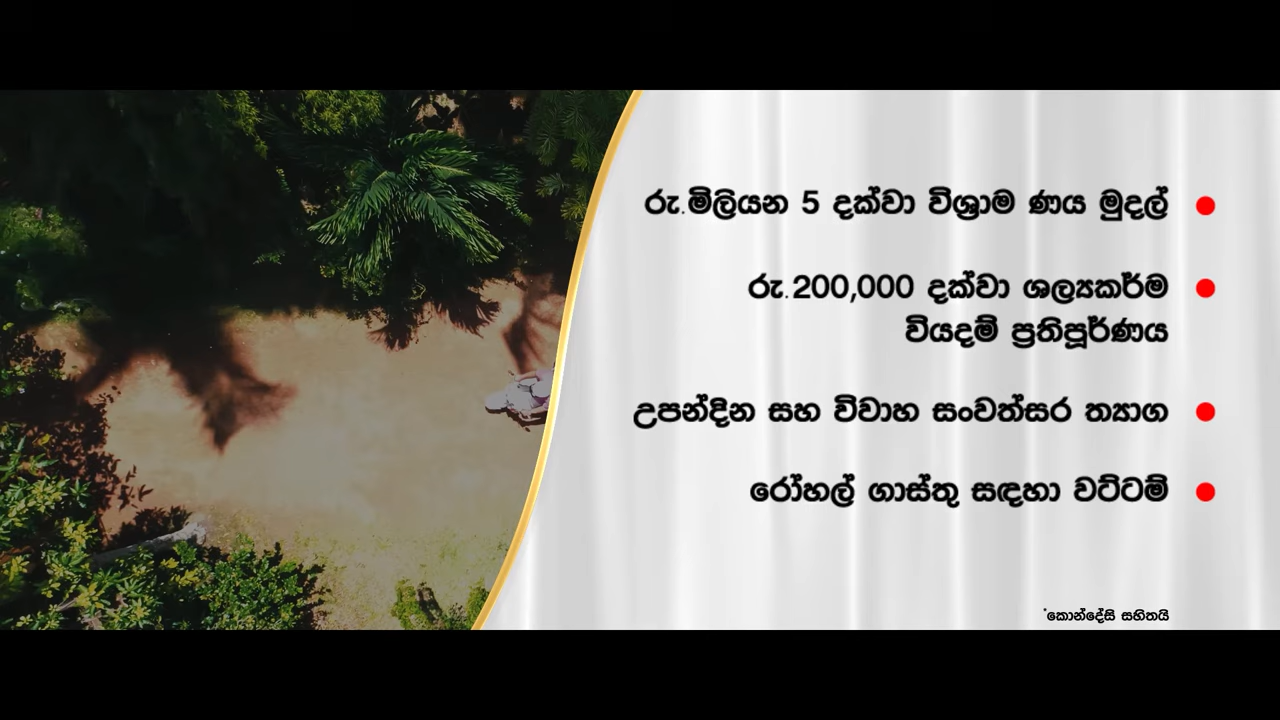 රු.මිලියන 5 දක්වා විශ්‍රාම ණය මුදල්
රු.200,000 දක්වා ශල්‍යකර්ම
වියදම් ප්‍රතිපූර්ණය
උපන්දින සහ විවාහ සංවත්සර ත්‍යාග
රෝහල් ගාස්තු සඳහා වට්ටම්
*කොන්දේසි සහිතයි